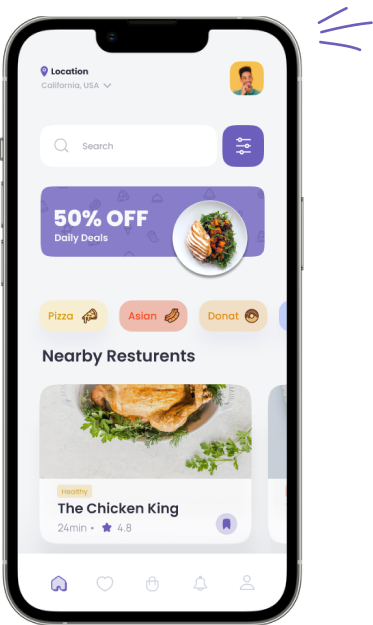 Location
California, USA
Search
50% OFF
Daily Deals
Pizza
Asian
Donat
Nearby Resturents
Healthy
The Chicken King
24min • 4.8